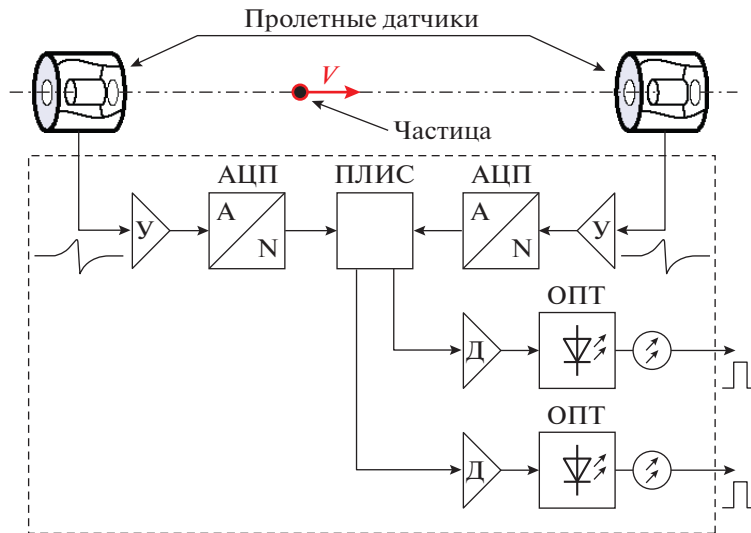 Пролетные датчики
V
Частица
АЦП ПЛИС АЦП
У A N A N У
ОПТ
Д
ОПТ
Д